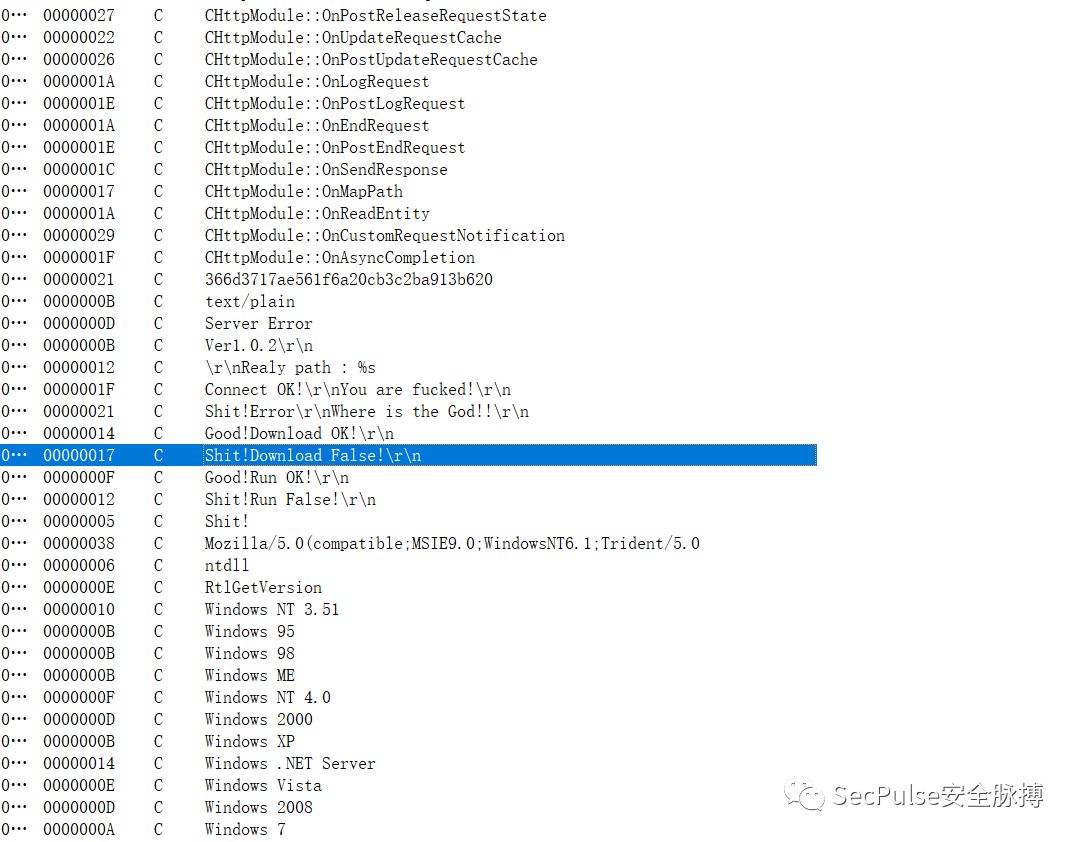 0… 00000027 C CHttpModule::OnPostReleaseRequestState
0… 00000022 C CHttpModule::OnUpdateRequestCache
0… 00000026 C CHttpModule::OnPostUpdateRequestCache
0… 0000001A C CHttpModule::OnLogRequest
0… 0000001E C CHttpModule::OnPostLogRequest
0… 0000001A C CHttpModule::OnEndRequest
0… 0000001E C CHttpModule::OnPostEndRequest
0… 0000001C C CHttpModule::OnSendResponse
0… 00000017 C CHttpModule::OnMapPath
0… 0000001A C CHttpModule::OnReadEntity
0… 00000029 C CHttpModule::OnCustomRequestNotification
0… 0000001F C CHttpModule::OnAsyncCompletion
0… 00000021 C 366d3717ae561f6a20cb3c2ba913b620
0… 0000000B C text/plain
0… 0000000D C Server Error
0… 0000000B C Ver1.0.2\r\n
0… 00000012 C \r\nRealy path : %s
0… 0000001F C Connect OK!\r\nYou are fucked!\r\n
0… 00000021 C Shit!Error\r\nWhere is the God!!\r\n
0… 00000014 C Good!Download OK!\r\n
0… 00000017 C Shit!Download False!\r\n
0… 0000000F C Good!Run OK!\r\n
0… 00000012 C Shit!Run False!\r\n
0… 00000005 C Shit!
0… 00000038 C Mozilla/5.0(compatible;MSIE9.0;WindowsNT6.1;Trident/5.0
0… 00000006 C ntdll
0… 0000000E C RtlGetVersion
0… 00000010 C Windows NT 3.51
0… 0000000B C Windows 95
0… 0000000B C Windows 98
0… 0000000B C Windows ME
0… 0000000F C Windows NT 4.0
0… 0000000D C Windows 2000
0… 0000000B C Windows XP
0… 00000014 C Windows .NET Server
0… 0000000E C Windows Vista
0… 0000000D C Windows 2008
0… 0000000A C Windows 7
SecPulse安全脉搏